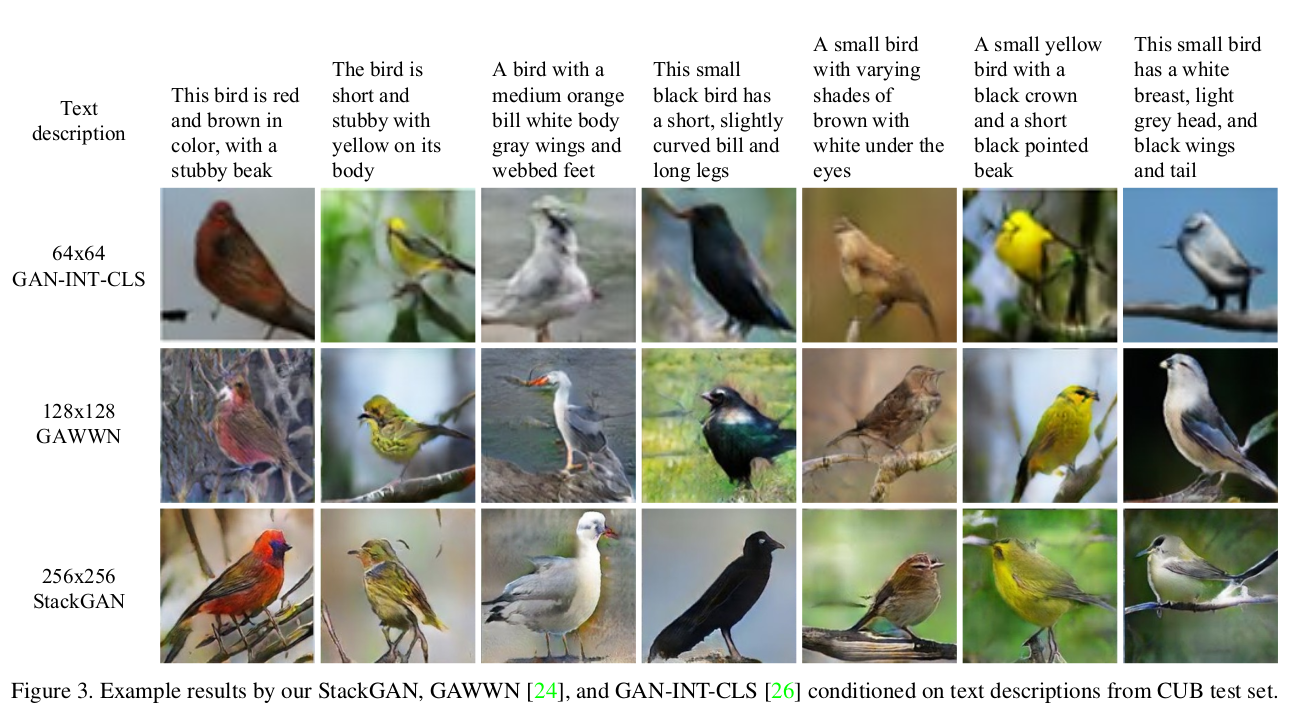 Text
description
This bird is red
and brown in
color, with a
stubby beak
The bird is
short and
stubby with
yellow on its
body
A bird with a
medium orange
bill white body
gray wings and
webbed feet
This small
black bird has
a short, slightly
curved bill and
long legs
A small bird
with varying
shades of
brown with
white under the
eyes
A small yellow
bird with a
black crown
and a short
black pointed
beak
This small bird
has a white
breast, light
grey head, and
black wings
and tail
64x64
GAN-INT-CLS
128x128
GAWWN
256x256
StackGAN
Figure 3. Example results by our StackGAN, GAWWN [24], and GAN-INT-CLS [26] conditioned on text descriptions from CUB test set.